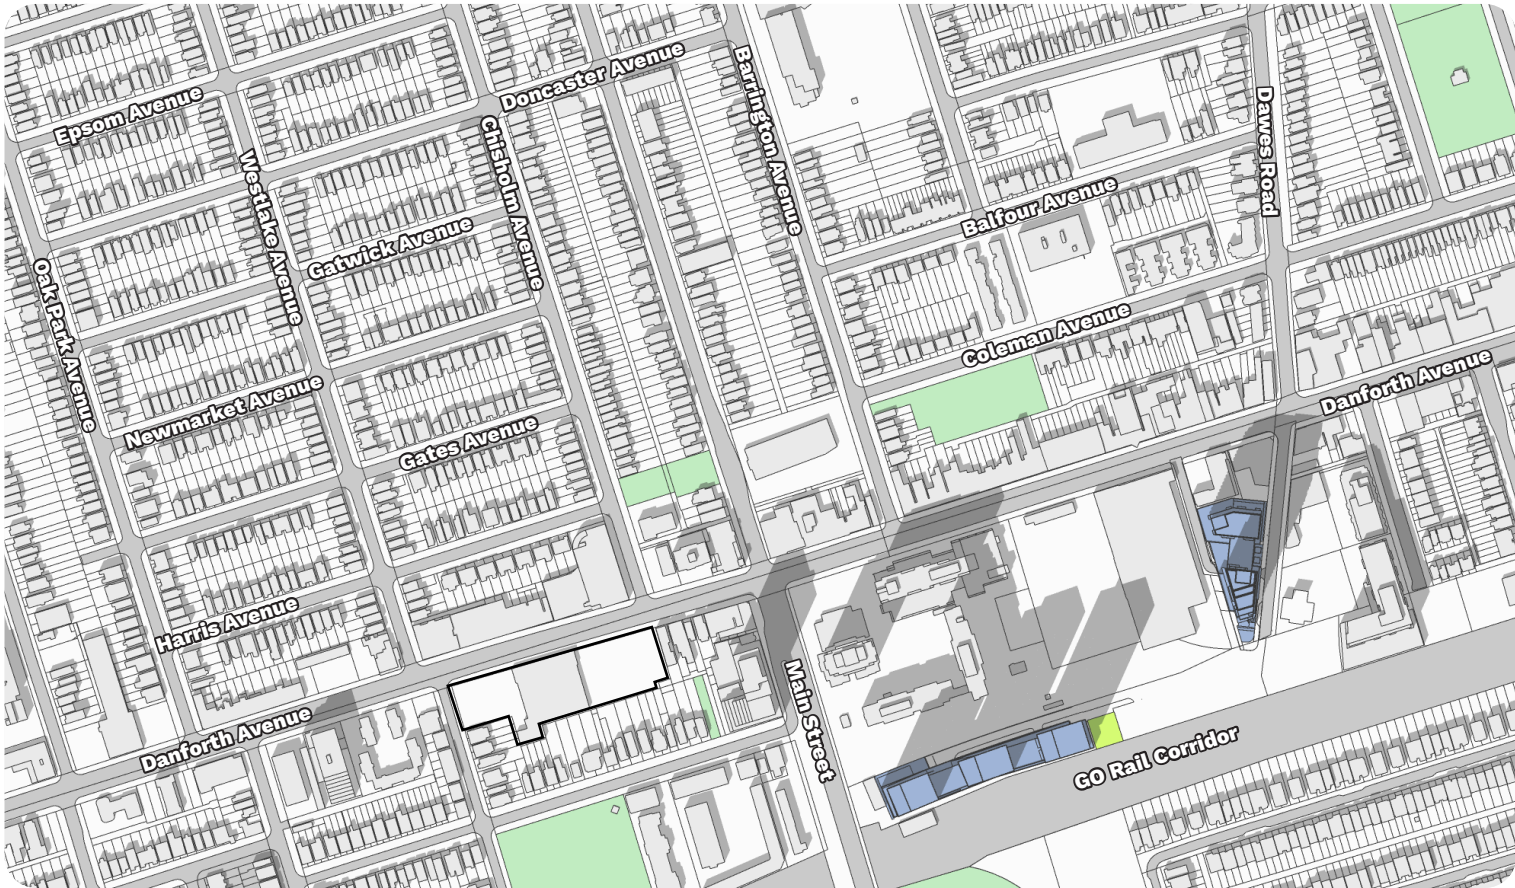 Doncaster Avenue
Epsom Avenue
Barrington Avenue
Dawes Road
Chisholm Avenue
Westlake Avenue
Balfour Avenue
Gatwick Avenue
Oak Park Avenue
Coleman Avenue
Danforth Avenue
Newmarket Avenue
Gates Avenue
Harris Avenue
Main Street
Danforth Avenue
GO Rail Corridor